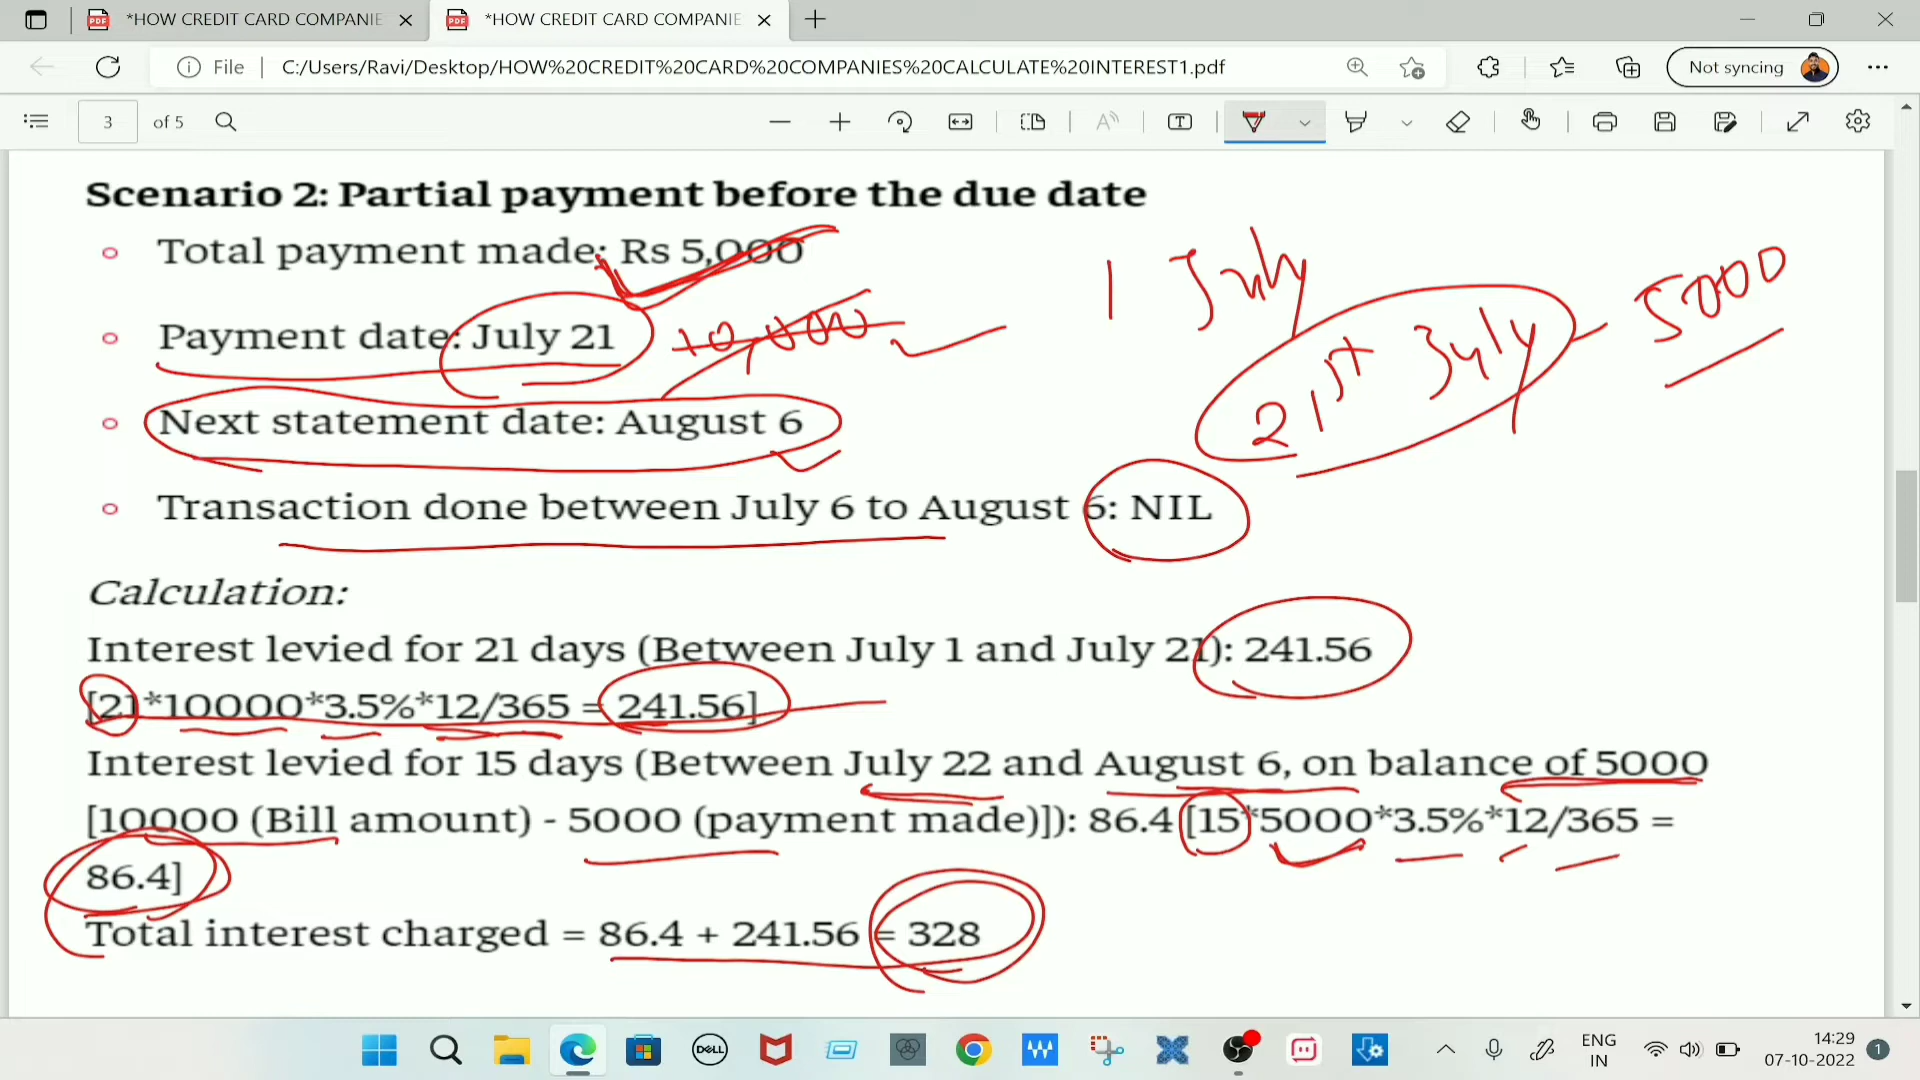 *HOW CREDIT CARD COMPANIE
*HOW CREDIT CARD COMPANIE
File
C:/Users/Ravi/Desktop/HOW%20CREDIT%20CARD%20COMPANIES%20CALCULATE%20INTEREST1.pdf
Not syncing
3 of 5
Scenario 2: Partial payment before the due date
Total payment made: Rs 5,000
Payment date: July 21 10,000
1 July
21st July - 5000
Next statement date: August 6
Transaction done between July 6 to August 6: NIL
Calculation:
Interest levied for 21 days (Between July 1 and July 21): 241.56
[21*10000*3.5%*12/365 = 241.56]
Interest levied for 15 days (Between July 22 and August 6, on balance of 5000
[10000 (Bill amount) - 5000 (payment made)]): 86.4 [15*5000*3.5%*12/365 =
86.4]
Total interest charged = 86.4 + 241.56 = 328
DELL
ENG
IN
14:29
07-10-2022
1